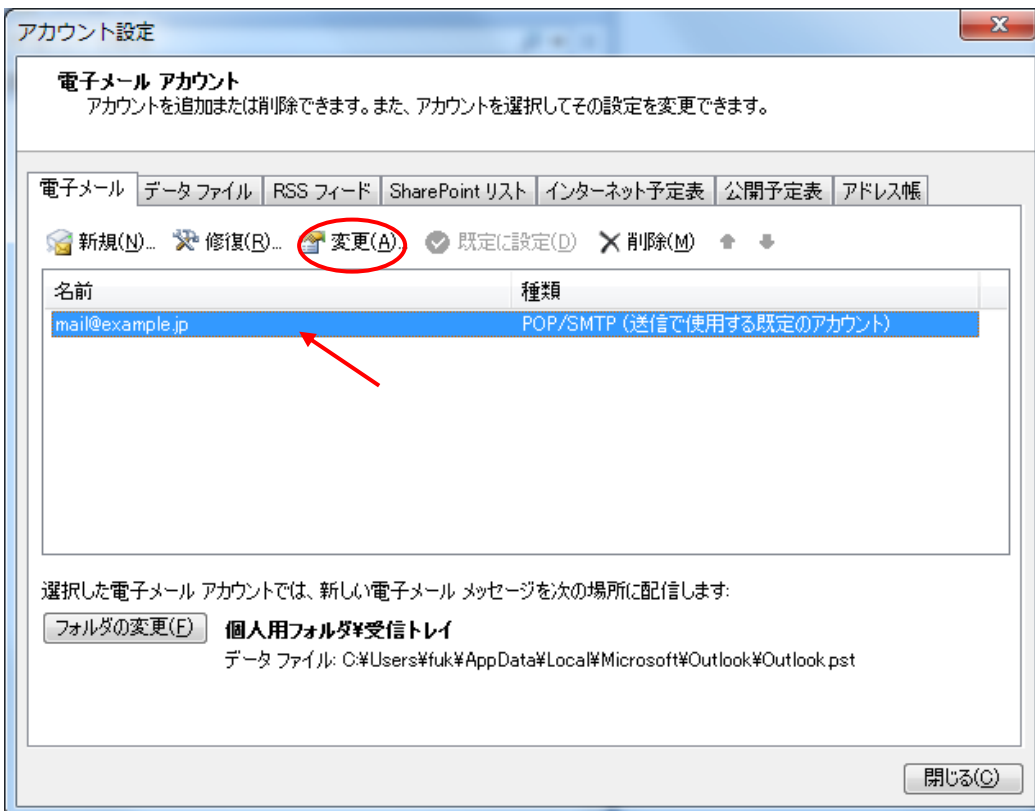 アカウント設定
電子メール アカウント
アカウントを追加または削除できます。また、アカウントを選択してその設定を変更できます。
電子メール データ ファイル RSS フィード SharePoint リスト インターネット予定表 公開予定表 アドレス帳
新規(N)... 修復(R)... 変更(A)... 既定に設定(D) 削除(M)
名前 種類
mail@example.jp POP/SMTP (送信で使用する既定のアカウント)
選択した電子メール アカウントでは、新しい電子メール メッセージを次の場所に配信します:
フォルダの変更(F) 個人用フォルダ¥受信トレイ
データ ファイル: C:¥Users¥fuk¥AppData¥Local¥Microsoft¥Outlook¥Outlook.pst
閉じる(C)